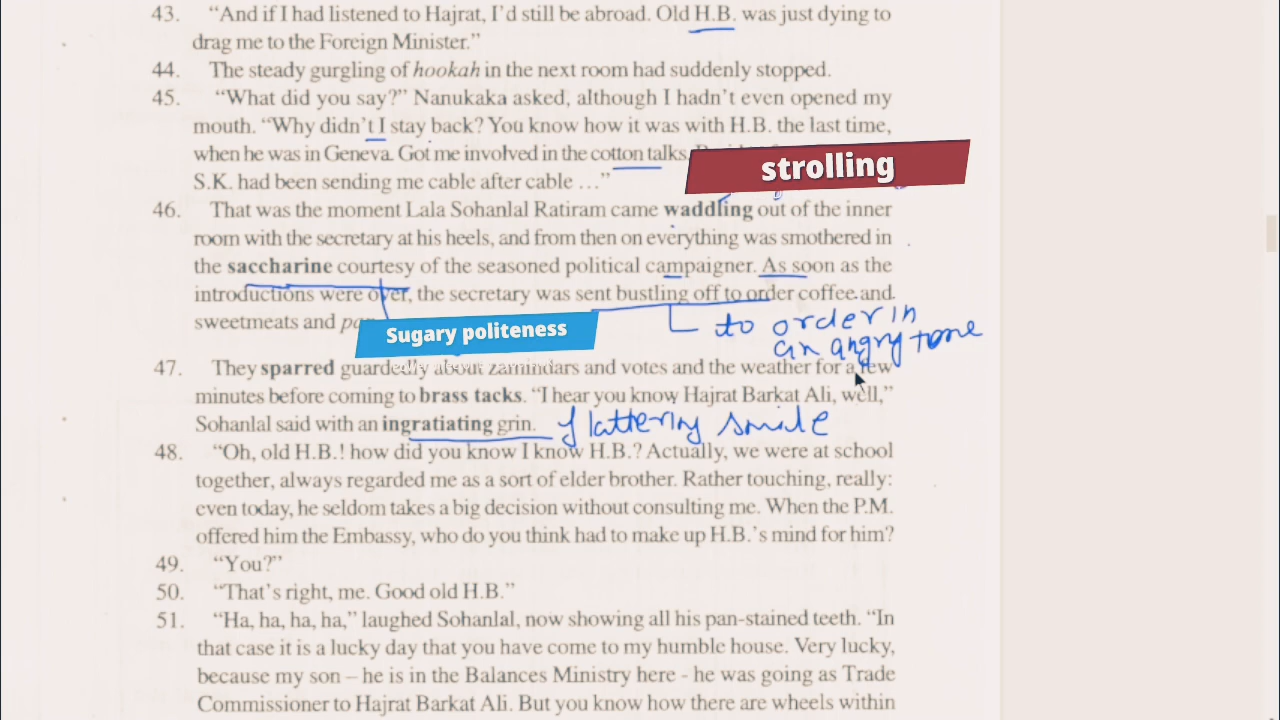 43. “And if I had listened to Hajrat, I’d still be abroad. Old H.B. was just dying to
drag me to the Foreign Minister.”
44. The steady gurgling of hookah in the next room had suddenly stopped.
45. “What did you say?” Nanukaka asked, although I hadn’t even opened my
mouth. “Why didn’t I stay back? You know how it was with H.B. the last time,
when he was in Geneva. Got me involved in the cotton talks.
strolling
S.K. had been sending me cable after cable …”
46. That was the moment Lala Sohanlal Ratiram came waddling out of the inner
room with the secretary at his heels, and from then on everything was smothered in
the saccharine courtesy of the seasoned political campaigner. As soon as the
introductions were over, the secretary was sent bustling off to order coffee and
sweetmeats and
Sugary politeness
to order in
an angry tone
47. They sparred guardedly about zamindars and votes and the weather for a few
minutes before coming to brass tacks. “I hear you know Hajrat Barkat Ali, well,”
Sohanlal said with an ingratiating grin. flattering smile
48. “Oh, old H.B.! how did you know I know H.B.? Actually, we were at school
together, always regarded me as a sort of elder brother. Rather touching, really:
even today, he seldom takes a big decision without consulting me. When the P.M.
offered him the Embassy, who do you think had to make up H.B.’s mind for him?
49. “You?”
50. “That’s right, me. Good old H.B.”
51. “Ha, ha, ha, ha,” laughed Sohanlal, now showing all his pan-stained teeth. “In
that case it is a lucky day that you have come to my humble house. Very lucky,
because my son – he is in the Balances Ministry here - he was going as Trade
Commissioner to Hajrat Barkat Ali. But you know how there are wheels within